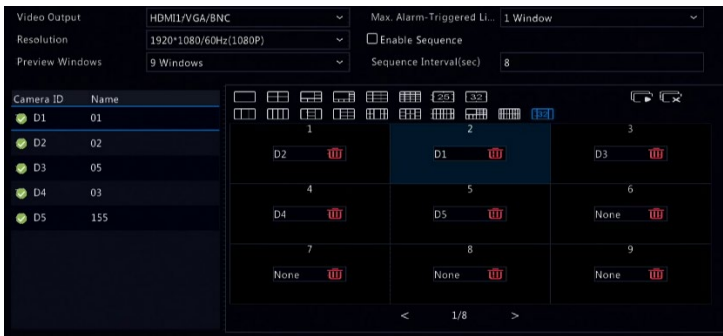 Video Output HDMI1/VGA/BNC Max. Alarm-Triggered Li... 1 Window
Resolution 1920*1080/60Hz(1080P) Enable Sequence
Preview Windows 9 Windows Sequence Interval(sec) 8
Camera ID Name
D1 01
D2 02
D3 05
D4 03
D5 155
25 32
32
1 2 3
D2 D1 D3
4 5 6
D4 D5 None
7 8 9
None None None
< 1/8 >